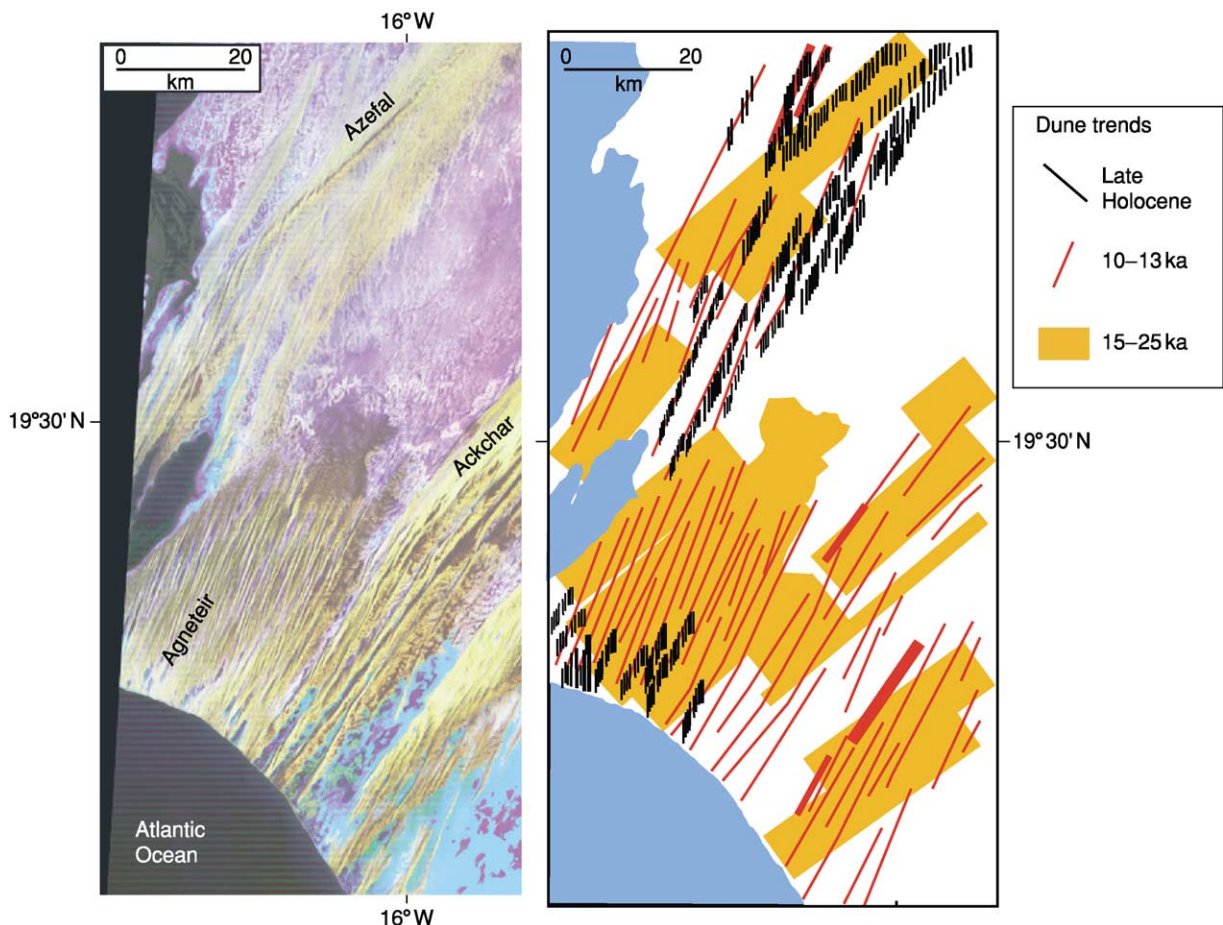 16°W
0 20
km
Azefal
19°30' N
Ackchar
Agneteir
Atlantic
Ocean
16°W
0 20
km
19°30' N
Dune trends
Late
Holocene
10–13 ka
15–25 ka